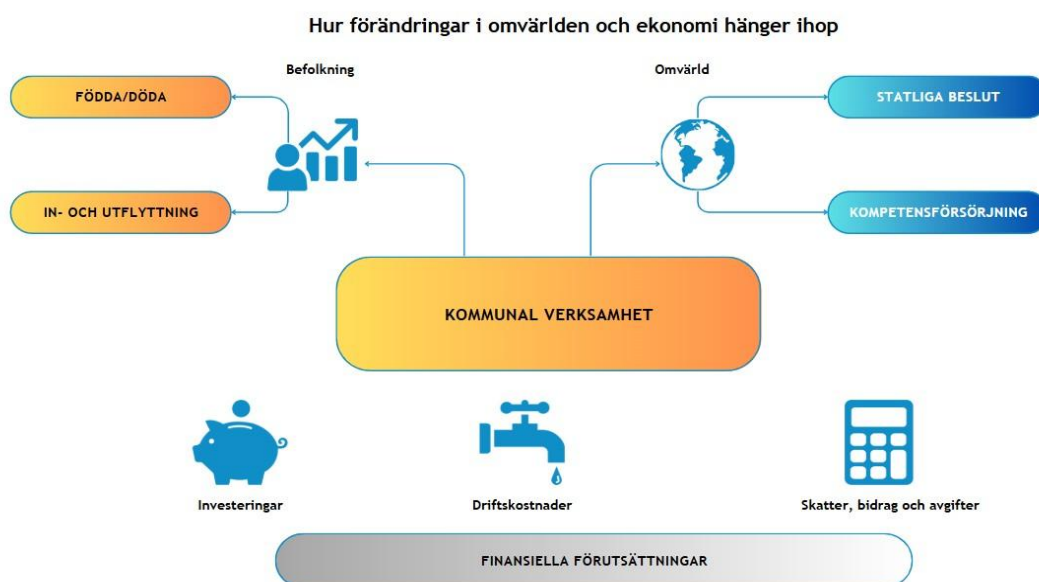 Hur förändringar i omvärlden och ekonomi hänger ihop
Befolkning
Omvärld
FÖDDA/DÖDA
STATLIGA BESLUT
IN- OCH UTFLYTTNING
KOMPETENSFÖRSÖRJNING
KOMMUNAL VERKSAMHET
Investeringar
Driftskostnader
Skatter, bidrag och avgifter
FINANSIELLA FÖRUTSÄTTNINGAR